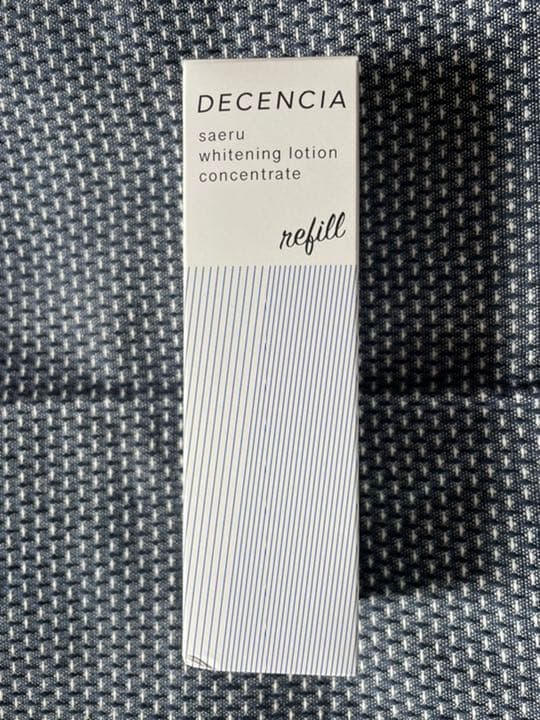 DECENCIA
saeru
whitening lotion
concentrate
refill